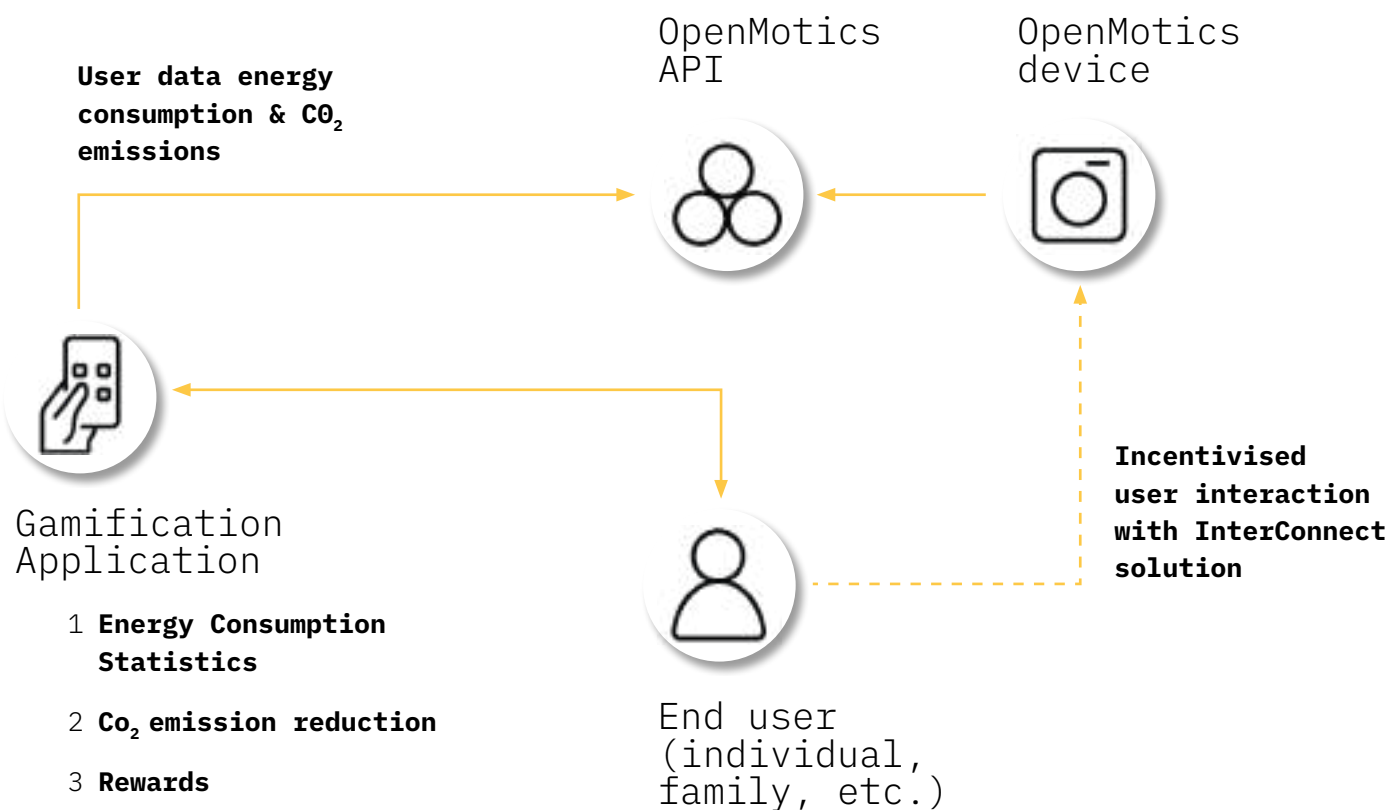 OpenMotics
API
OpenMotics
device
User data energy
consumption & C0₂
emissions
Incentivised
user interaction
with InterConnect
solution
Gamification
Application
1 Energy Consumption
Statistics
2 Co₂ emission reduction
3 Rewards
End user
(individual,
family, etc.)